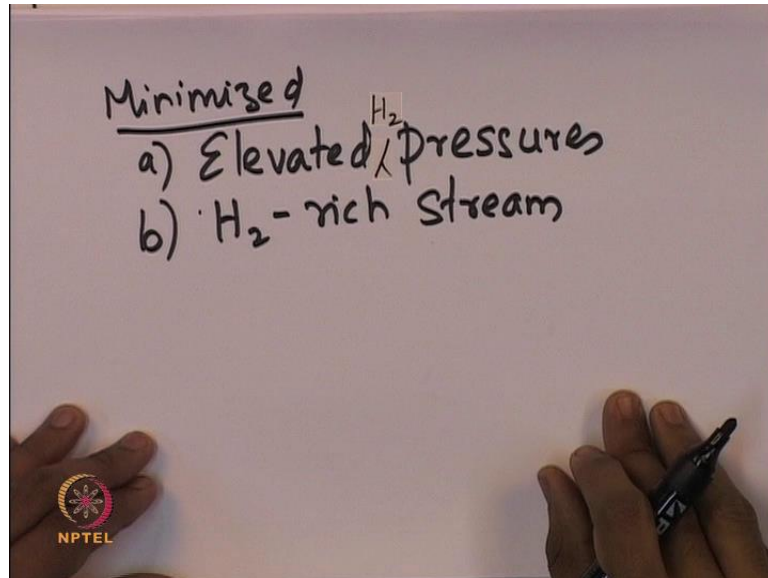 Minimized
a) Elevated H₂ pressures
b) H₂-rich stream
NPTEL